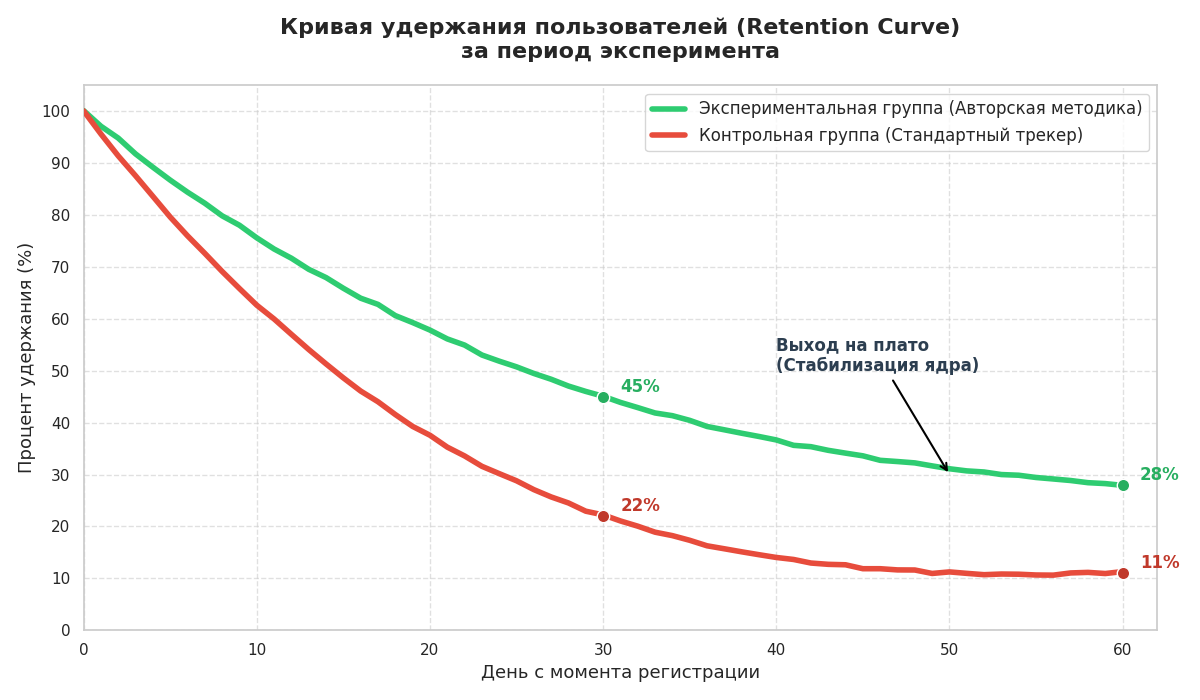 Кривая удержания пользователей (Retention Curve)
за период эксперимента
Экспериментальная группа (Авторская методика)
Контрольная группа (Стандартный трекер)
Процент удержания (%)
100
90
80
70
60
50
40
30
20
10
0
Выход на плато
(Стабилизация ядра)
45%
22%
28%
11%
0
10
20
30
40
50
60
День с момента регистрации